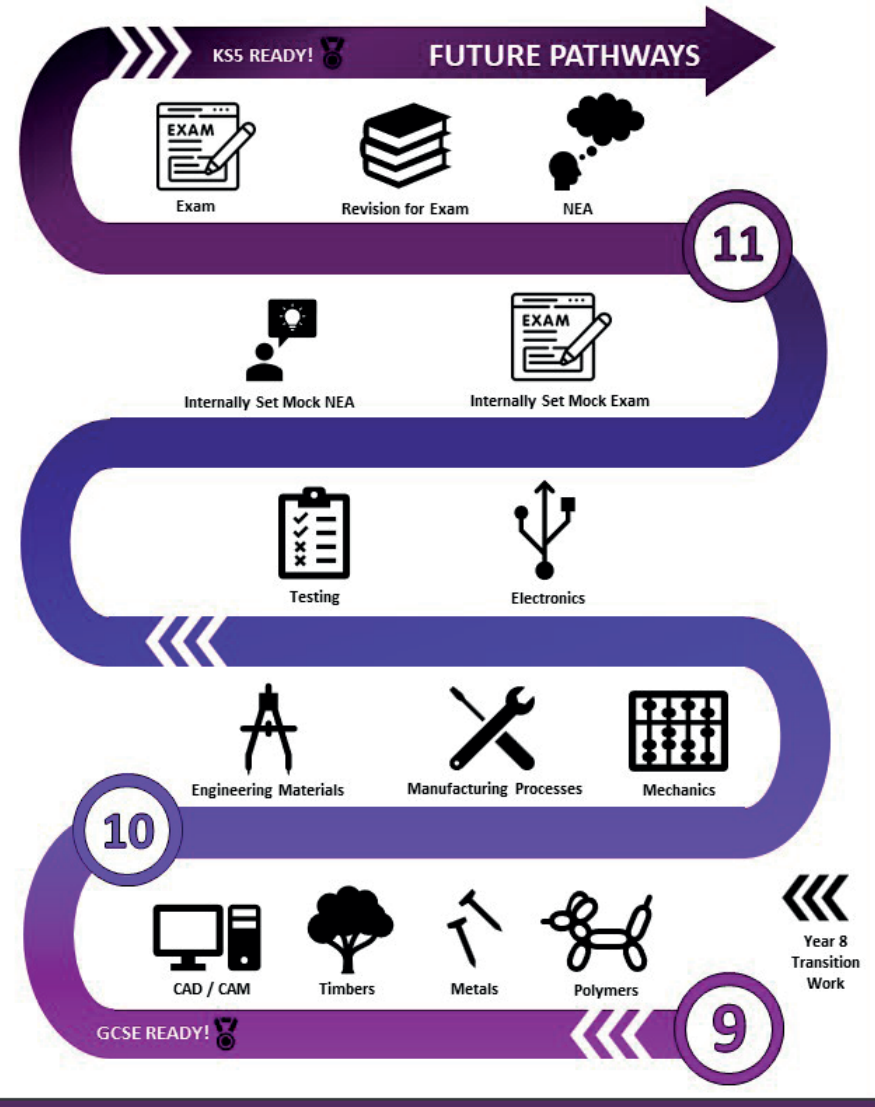 KS5 READY!
FUTURE PATHWAYS
EXAM
Exam
Revision for Exam
NEA
11
EXAM
Internally Set Mock NEA
Internally Set Mock Exam
Testing
Electronics
Engineering Materials
Manufacturing Processes
Mechanics
10
CAD / CAM
Timbers
Metals
Polymers
Year 8
Transition
Work
GCSE READY!
9